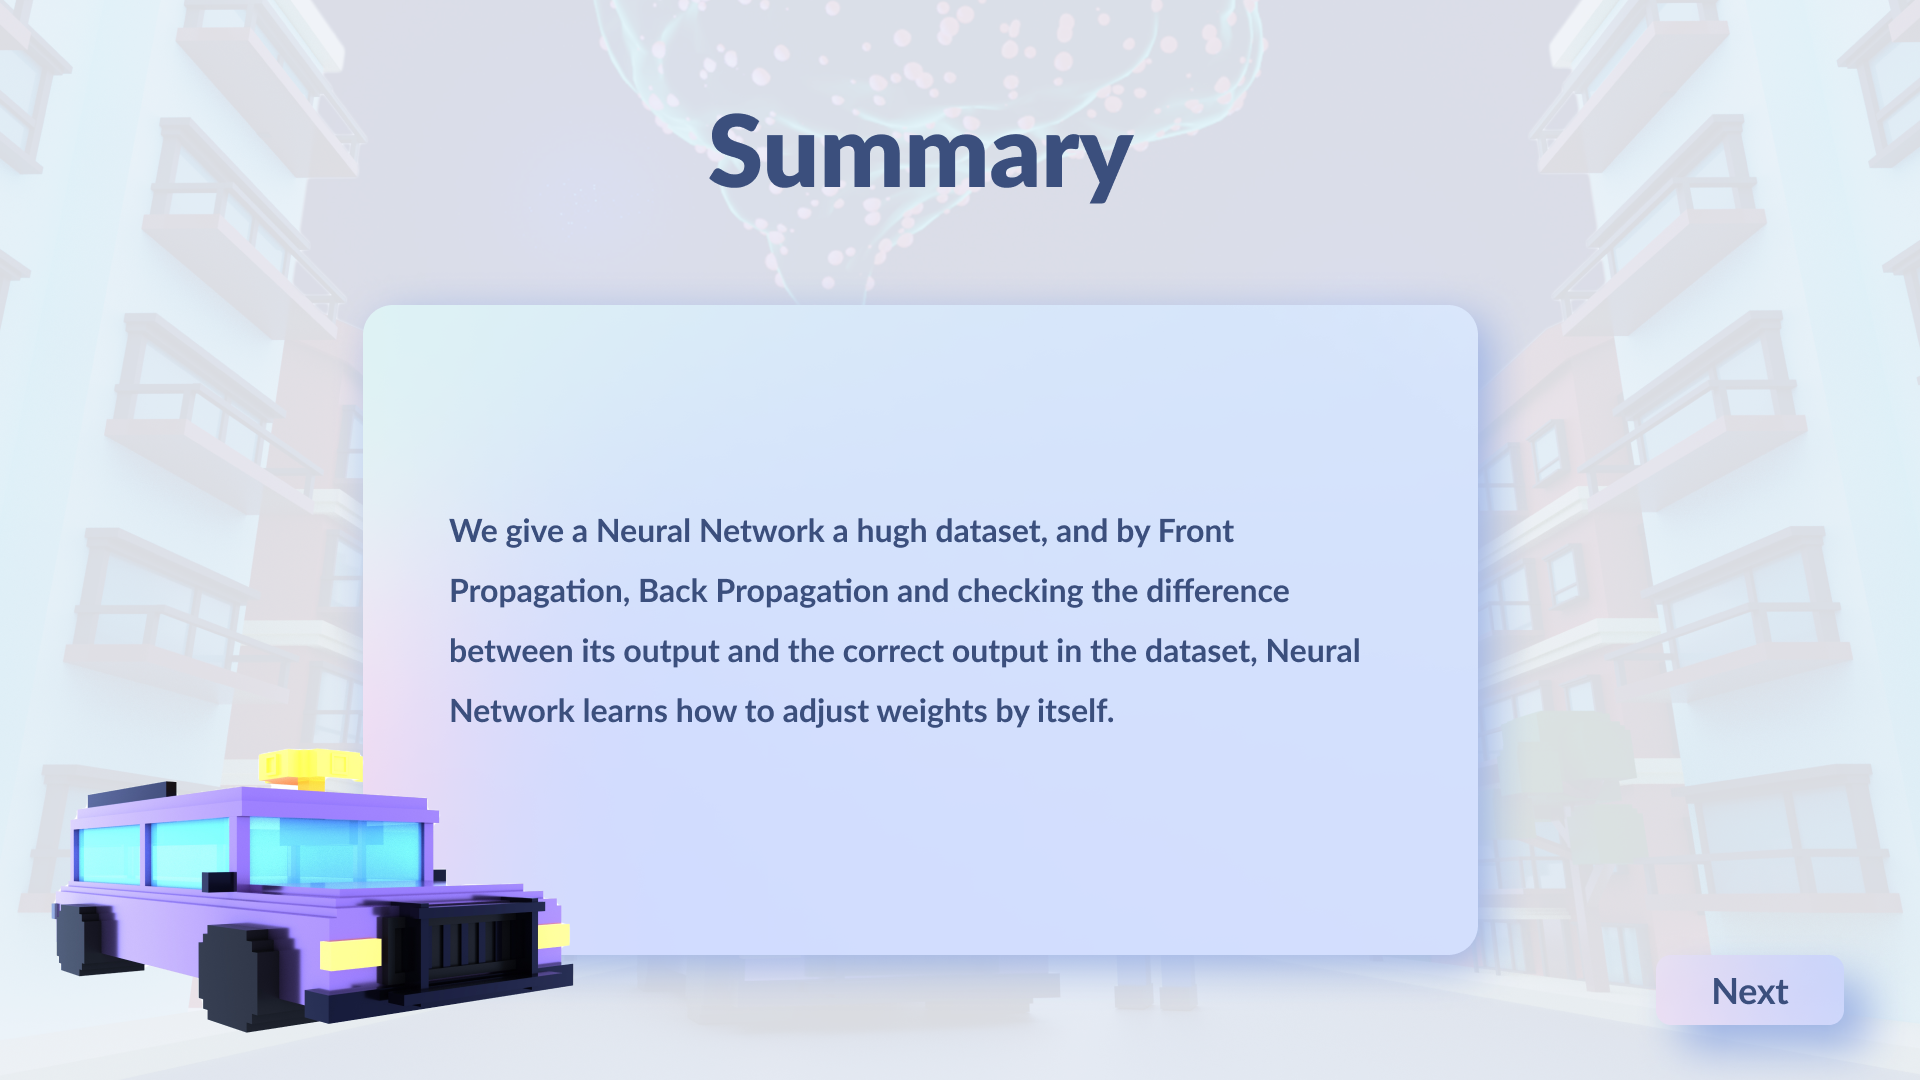 Summary
We give a Neural Network a hugh dataset, and by Front
Propagation, Back Propagation and checking the difference
between its output and the correct output in the dataset, Neural
Network learns how to adjust weights by itself.
Next